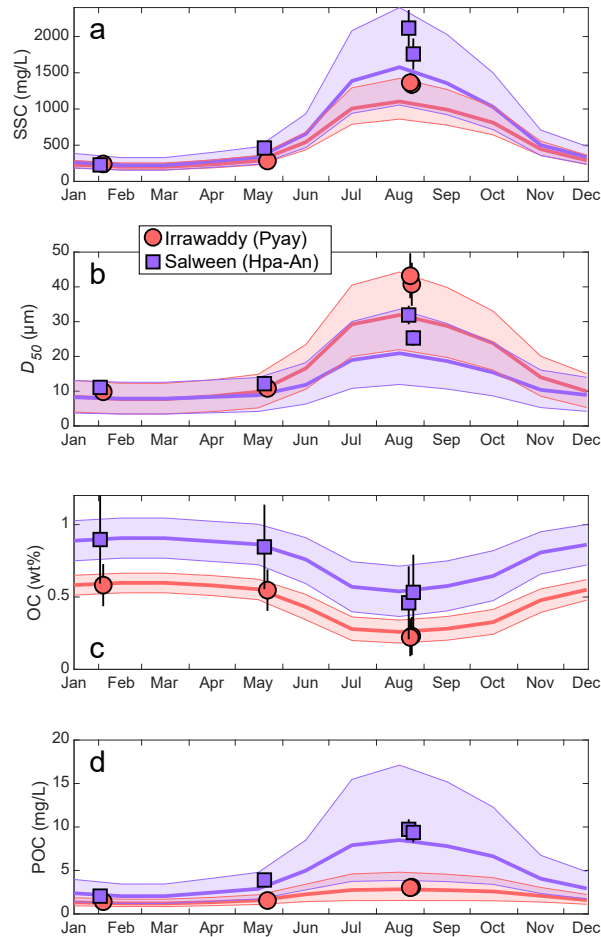 a
SSC (mg/L)
2000
1500
1000
500
0
Jan Feb Mar Apr May Jun Jul Aug Sep Oct Nov Dec
Irrawaddy (Pyay)
Salween (Hpa-An)
b
D50 (μm)
50
40
30
20
10
0
Jan Feb Mar Apr May Jun Jul Aug Sep Oct Nov Dec
OC (wt%)
1
0.5
0
c
Jan Feb Mar Apr May Jun Jul Aug Sep Oct Nov Dec
d
POC (mg/L)
20
15
10
5
0
Jan Feb Mar Apr May Jun Jul Aug Sep Oct Nov Dec